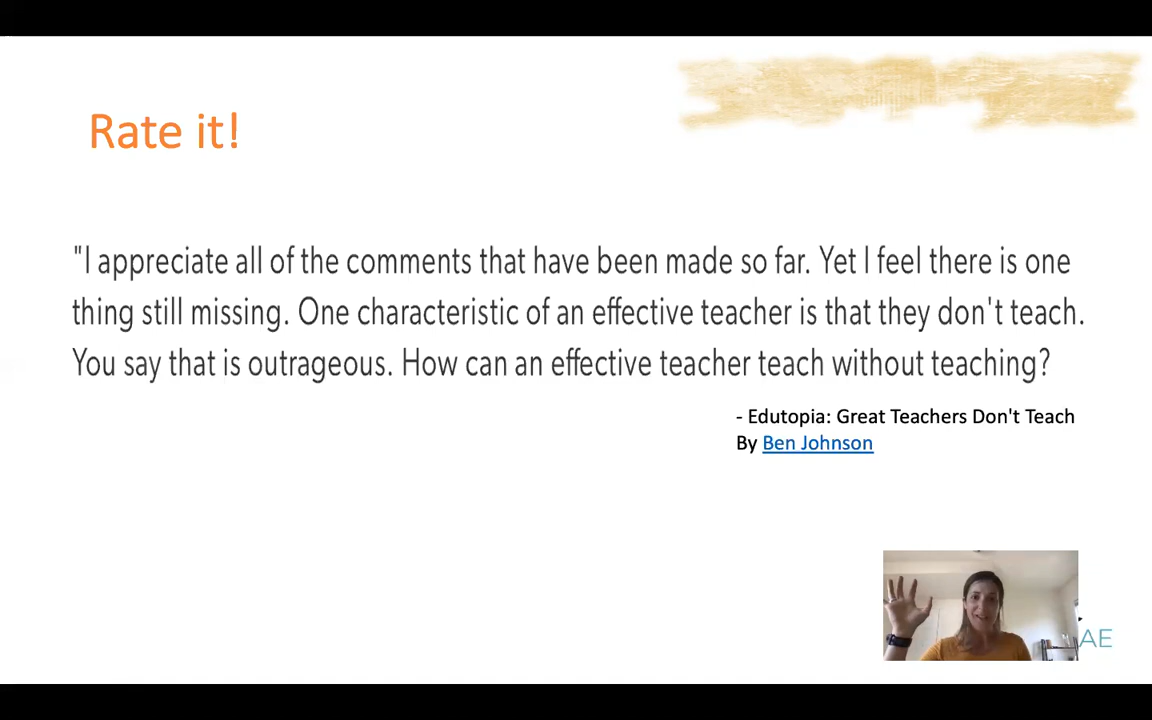 Rate it!
"I appreciate all of the comments that have been made so far. Yet I feel there is one
thing still missing. One characteristic of an effective teacher is that they don't teach.
You say that is outrageous. How can an effective teacher teach without teaching?
- Edutopia: Great Teachers Don't Teach
By Ben Johnson
AE